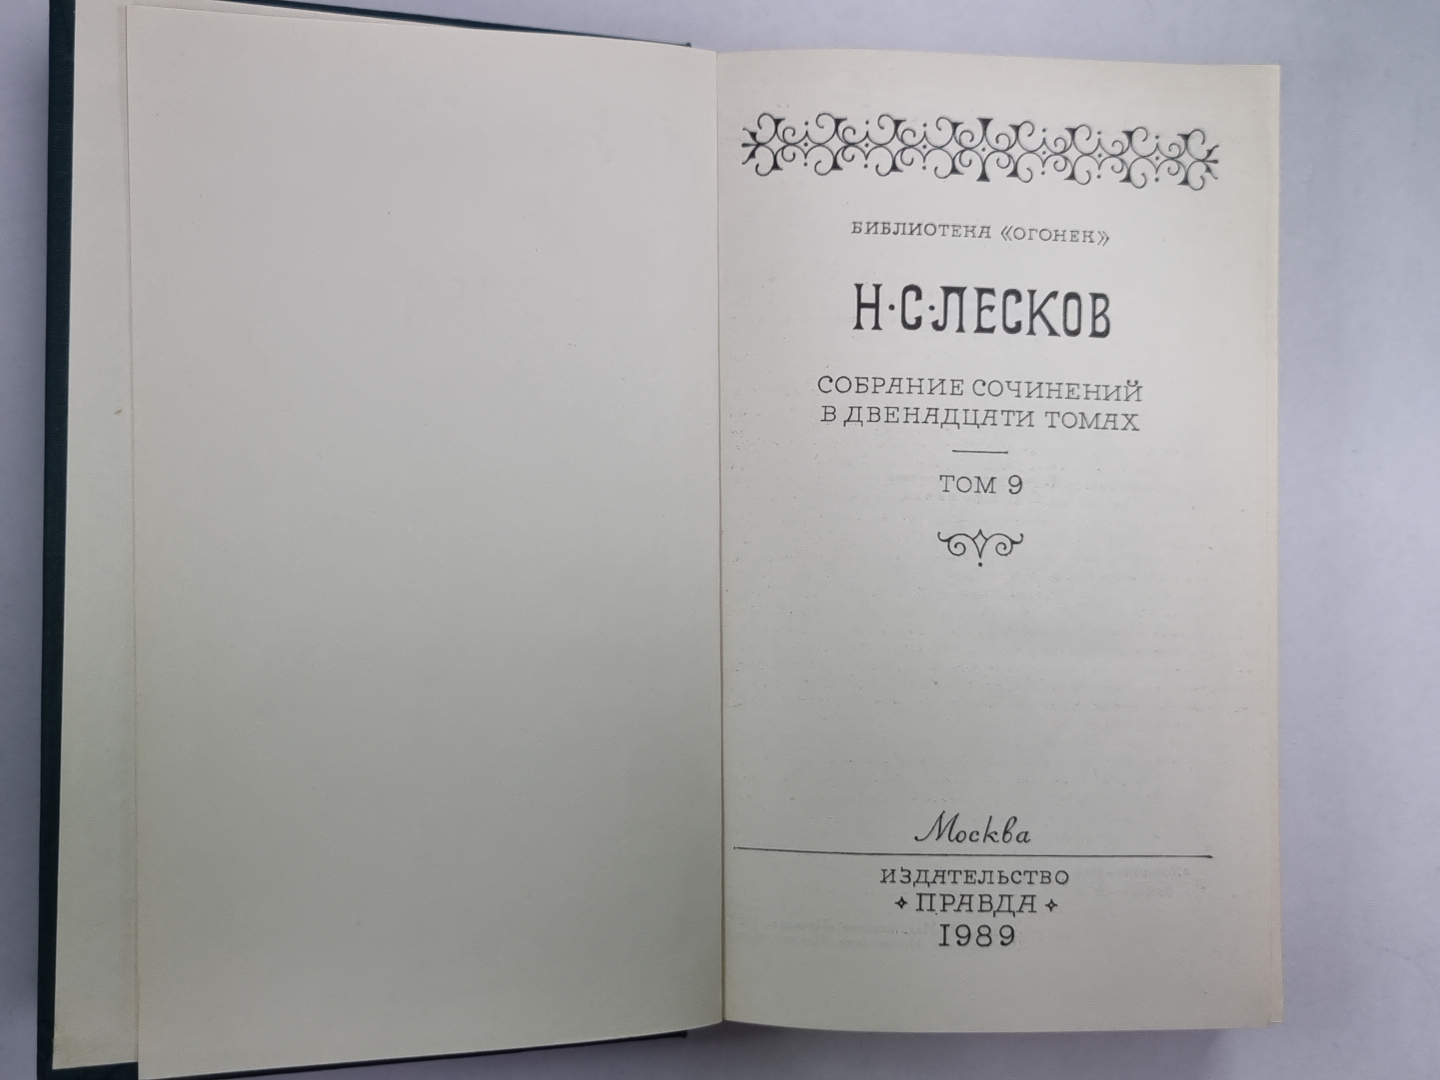 БИБЛИОТЕКА «ОГОНЕК»
Н·С·ЛЕСКОВ
СОБРАНИЕ СОЧИНЕНИЙ
В ДВЕНАДЦАТИ ТОМАХ
ТОМ 9
Москва
ИЗДАТЕЛЬСТВО
ПРАВДА
1989